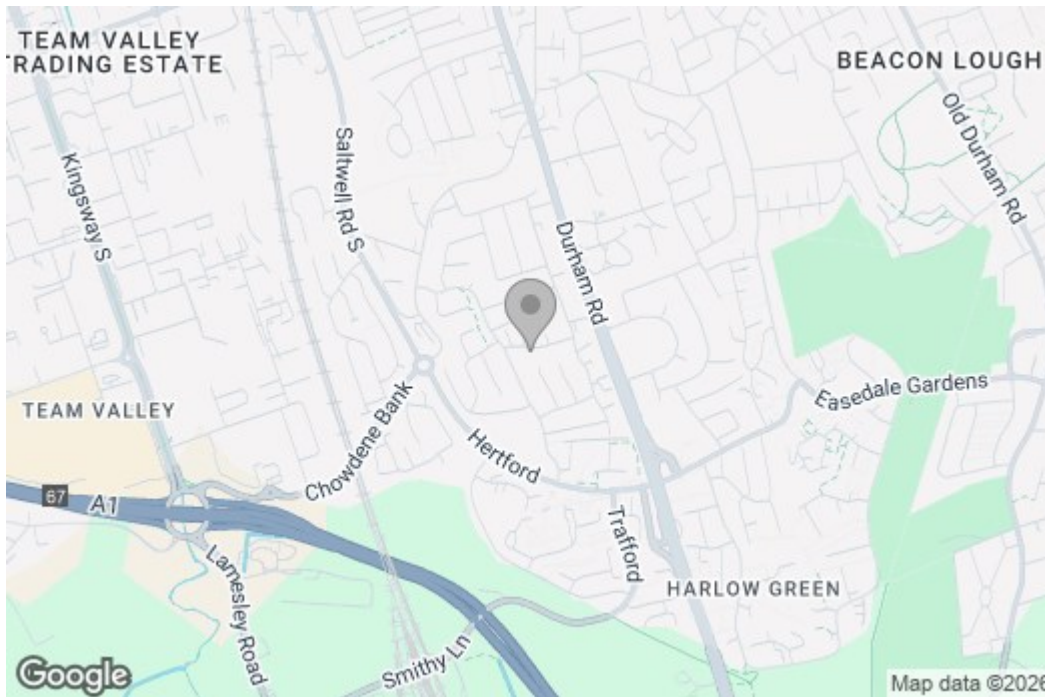 TEAM VALLEY
TRADING ESTATE
BEACON LOUGH
Old Durham Rd
Saltwell Rd S
Kingsway S
Durham Rd
Easedale Gardens
TEAM VALLEY
Chowdene Bank
Hertford
67
A1
Trafford
Lamesley Road
HARLOW GREEN
Smithy Ln
Google
Map data ©2026